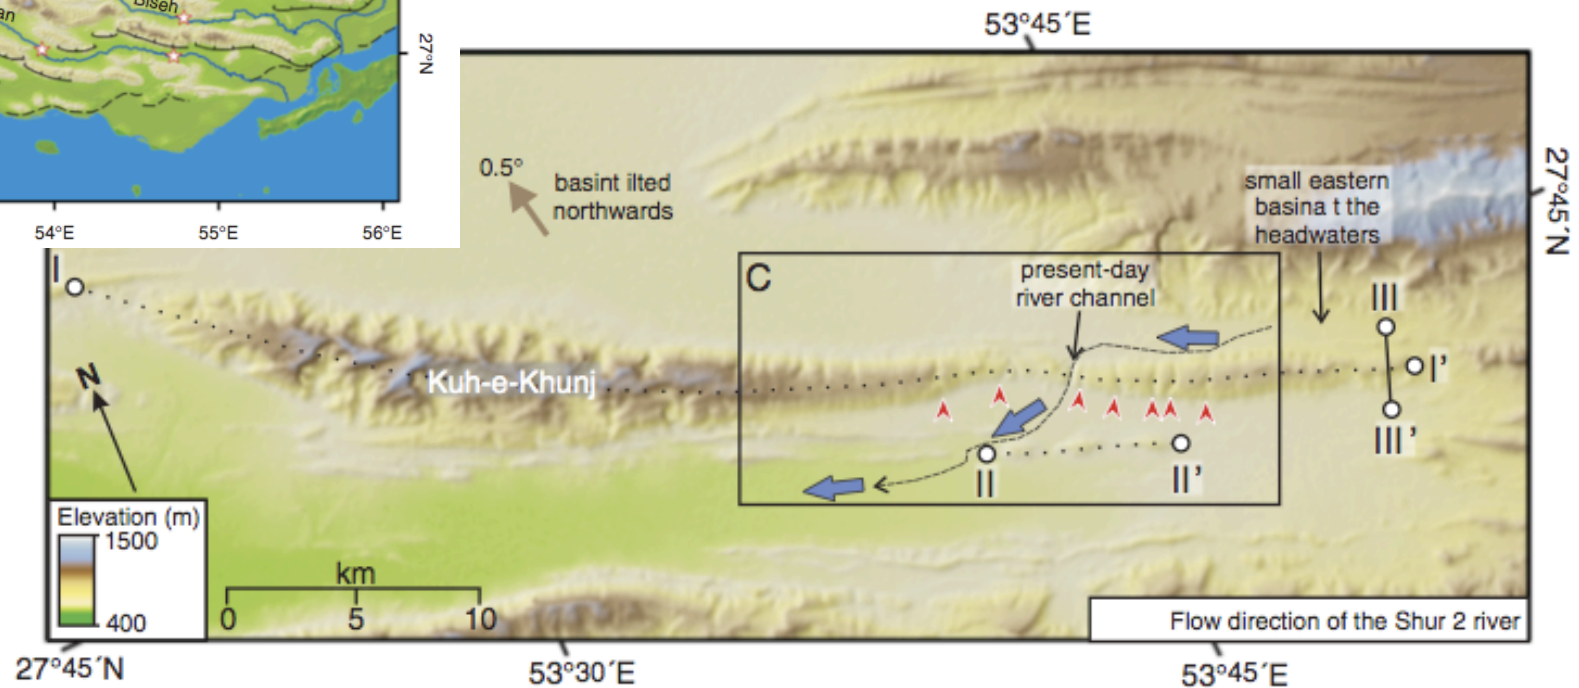 Biseh
27°N
54°E
55°E
56°E
53°45´E
0.5°
basint ilted
northwards
small eastern
basina t the
headwaters
27°45´N
I
C
present-day
river channel
III
Kuh-e-Khunj
I’
N
III’
II
II’
Elevation (m)
1500
400
km
0 5 10
Flow direction of the Shur 2 river
27°45´N
53°30´E
53°45´E